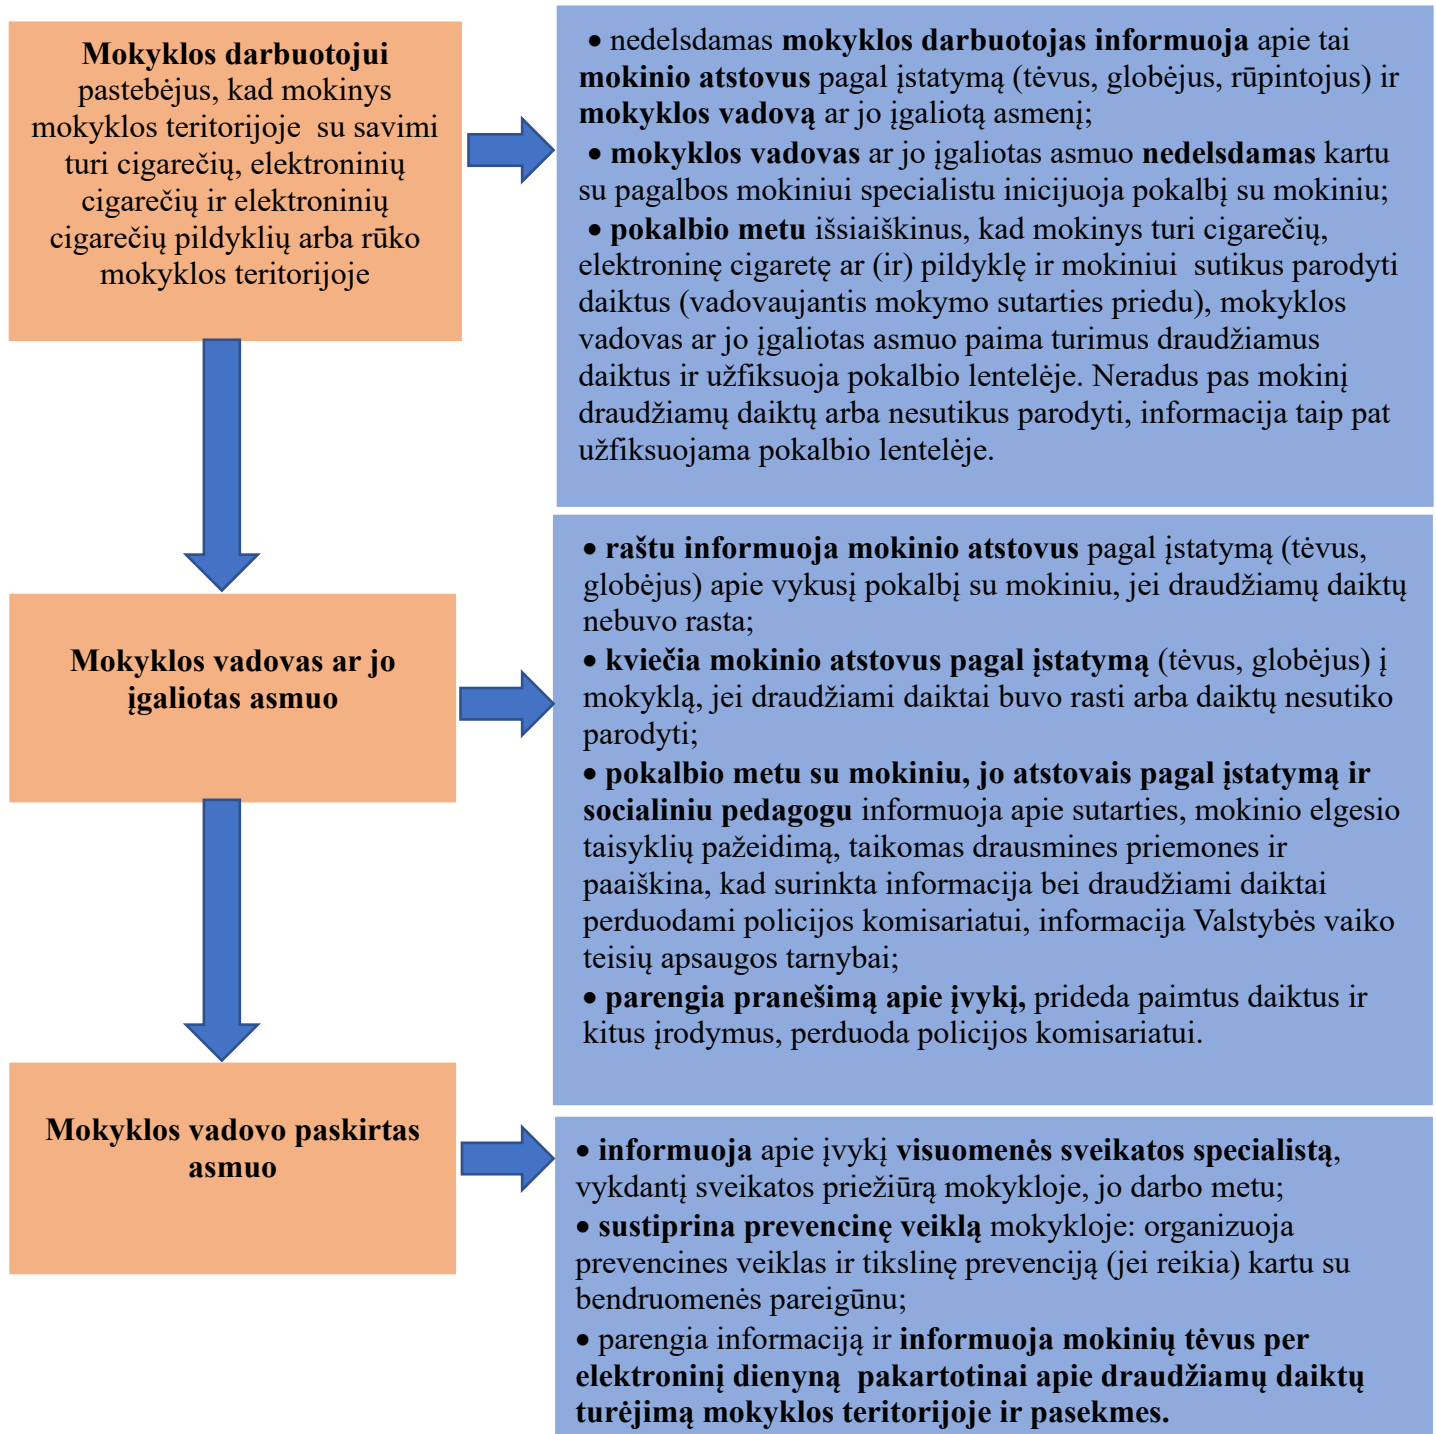 Mokyklos darbuotojui
pastebėjus, kad mokinys
mokyklos teritorijoje su savimi
turi cigarečių, elektroninių
cigarečių ir elektroninių
cigarečių pildyklių arba rūko
mokyklos teritorijoje
• nedelsdamas mokyklos darbuotojas informuoja apie tai
mokinio atstovus pagal įstatymą (tėvus, globėjus, rūpintojus) ir
mokyklos vadovą ar jo įgaliotą asmenį;
• mokyklos vadovas ar jo įgaliotas asmuo nedelsdamas kartu
su pagalbos mokiniui specialistu inicijuoja pokalbį su mokiniu;
• pokalbio metu išsiaiškinus, kad mokinys turi cigarečių,
elektroninę cigaretę ar (ir) pildyklę ir mokiniui sutikus parodyti
daiktus (vadovaujantis mokymo sutarties priedu), mokyklos
vadovas ar jo įgaliotas asmuo paima turimus draudžiamus
daiktus ir užfiksuoja pokalbio lentelėje. Neradus pas mokinį
draudžiamų daiktų arba nesutikus parodyti, informacija taip pat
užfiksuojama pokalbio lentelėje.
Mokyklos vadovas ar jo
įgaliotas asmuo
• raštu informuoja mokinio atstovus pagal įstatymą (tėvus,
globėjus) apie vykusį pokalbį su mokiniu, jei draudžiamų daiktų
nebuvo rasta;
• kviečia mokinio atstovus pagal įstatymą (tėvus, globėjus) į
mokyklą, jei draudžiami daiktai buvo rasti arba daiktų nesutiko
parodyti;
• pokalbio metu su mokiniu, jo atstovais pagal įstatymą ir
socialiniu pedagogu informuoja apie sutarties, mokinio elgesio
taisyklių pažeidimą, taikomas drausmines priemones ir
paaiškina, kad surinkta informacija bei draudžiami daiktai
perduodami policijos komisariatui, informacija Valstybės vaiko
teisių apsaugos tarnybai;
• parengia pranešimą apie įvykį, prideda paimtus daiktus ir
kitus įrodymus, perduoda policijos komisariatui.
Mokyklos vadovo paskirtas
asmuo
• informuoja apie įvykį visuomenės sveikatos specialistą,
vykdantį sveikatos priežiūrą mokykloje, jo darbo metu;
• sustiprina prevencinę veiklą mokykloje: organizuoja
prevencines veiklas ir tikslinę prevenciją (jei reikia) kartu su
bendruomenės pareigūnu;
• parengia informaciją ir informuoja mokinių tėvus per
elektroninį dienyną pakartotinai apie draudžiamų daiktų
turėjimą mokyklos teritorijoje ir pasekmes.